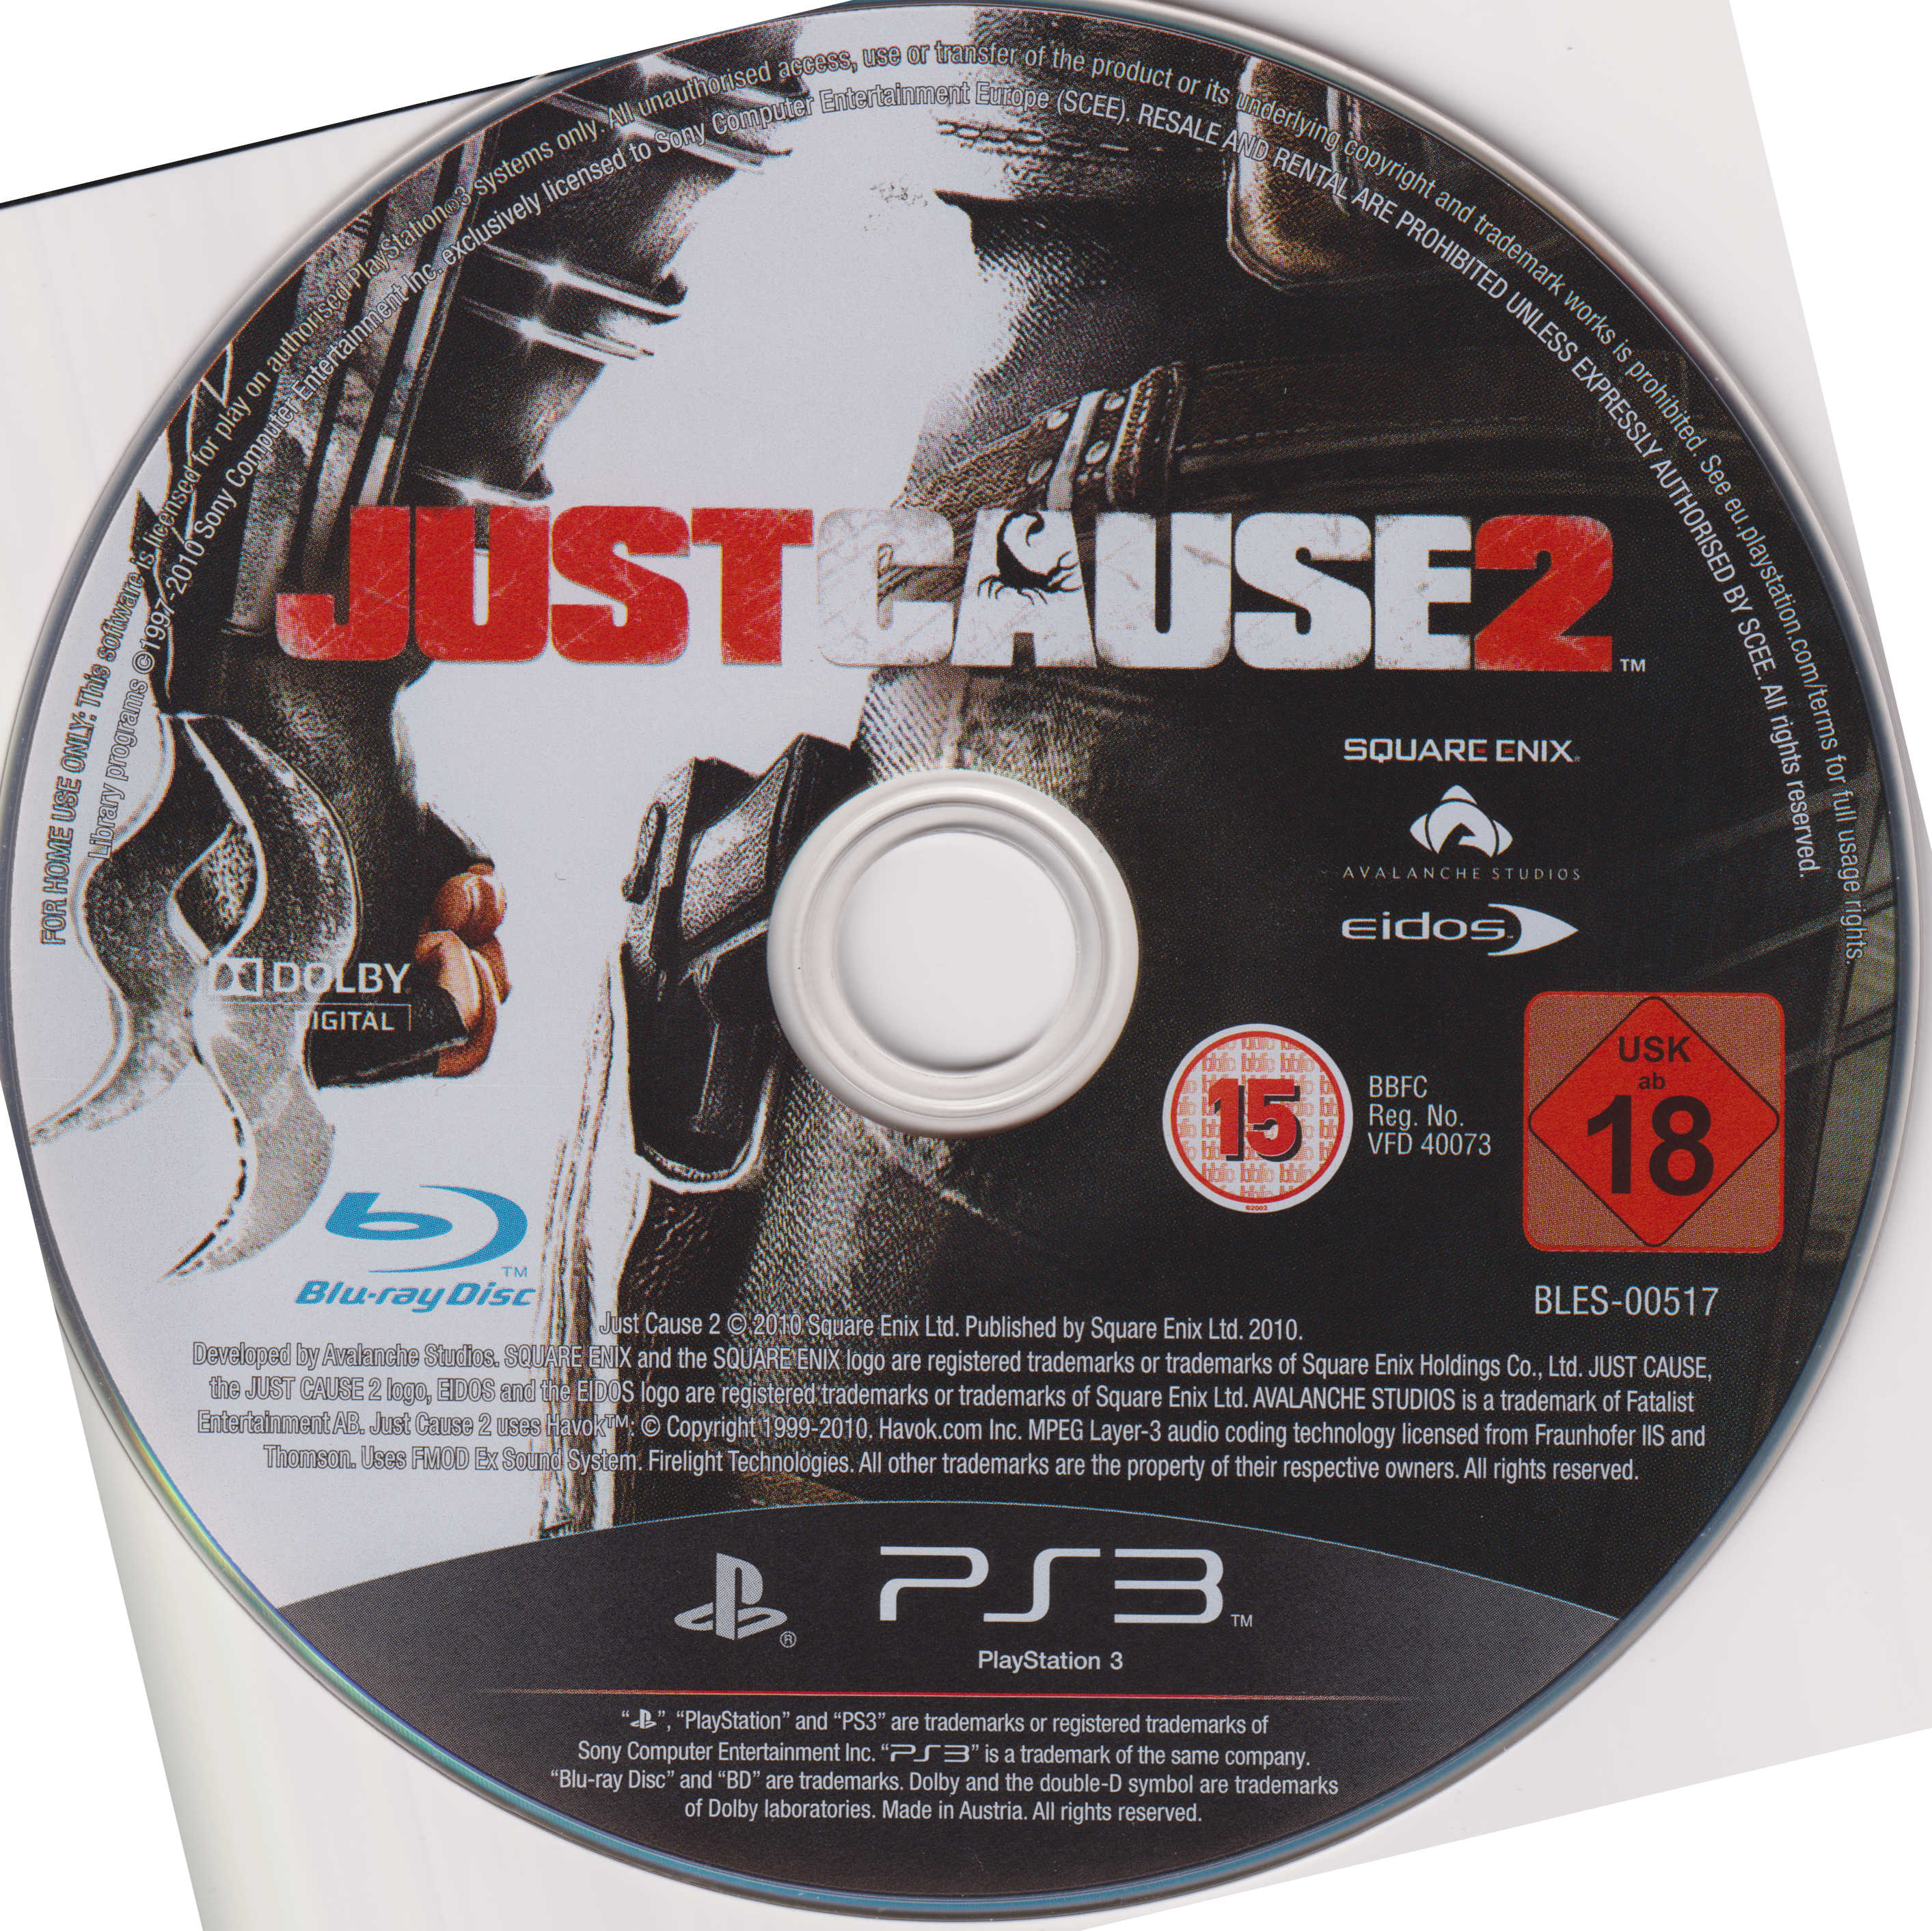 FOR HOME USE ONLY: This software is licensed for play on authorised PlayStation®3 systems only. All unauthorised access, use or transfer of the product or its underlying copyright and trademark works is prohibited. See eu.playstation.com/terms for full usage rights.
Library programs ©1997-2010 Sony Computer Entertainment Inc. exclusively licensed to Sony Computer Entertainment Europe (SCEE). RESALE AND RENTAL ARE PROHIBITED UNLESS EXPRESSLY AUTHORISED BY SCEE. All rights reserved.
JUST CAUSE 2 ™
SQUARE ENIX®
AVALANCHE STUDIOS
eidos™
DOLBY
DIGITAL
15
©2002
BBFC
Reg. No.
VFD 40073
USK
ab
18
Blu-ray Disc™
BLES-00517
Just Cause 2 © 2010 Square Enix Ltd. Published by Square Enix Ltd. 2010.
Developed by Avalanche Studios. SQUARE ENIX and the SQUARE ENIX logo are registered trademarks or trademarks of Square Enix Holdings Co., Ltd. JUST CAUSE,
the JUST CAUSE 2 logo, EIDOS and the EIDOS logo are registered trademarks or trademarks of Square Enix Ltd. AVALANCHE STUDIOS is a trademark of Fatalist
Entertainment AB. Just Cause 2 uses Havok™: © Copyright 1999-2010, Havok.com Inc. MPEG Layer-3 audio coding technology licensed from Fraunhofer IIS and
Thomson. Uses FMOD Ex Sound System. Firelight Technologies. All other trademarks are the property of their respective owners. All rights reserved.
® PS3™
PlayStation 3
“ ”, “PlayStation” and “PS3” are trademarks or registered trademarks of
Sony Computer Entertainment Inc. “PS3” is a trademark of the same company.
“Blu-ray Disc” and “BD” are trademarks. Dolby and the double-D symbol are trademarks
of Dolby laboratories. Made in Austria. All rights reserved.